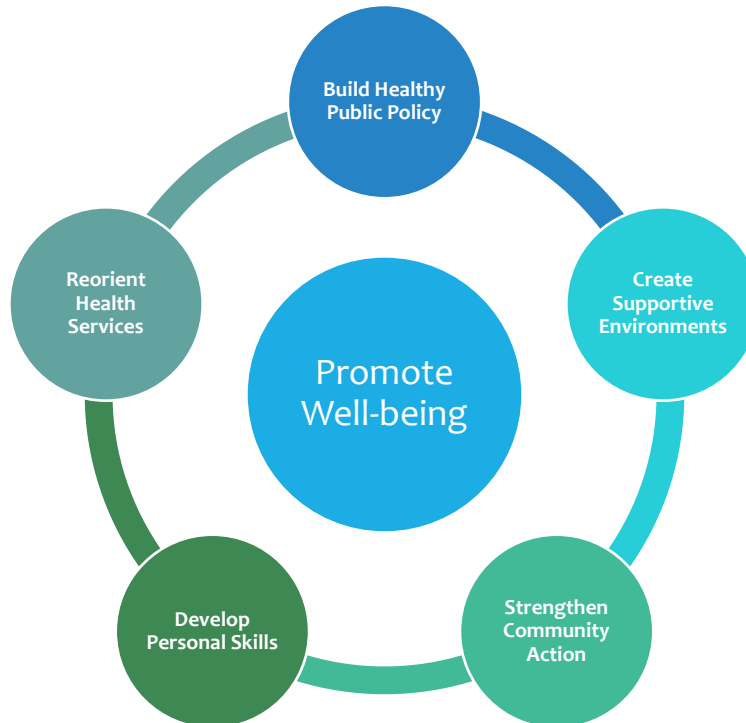 Build Healthy
Public Policy
Reorient
Health
Services
Create
Supportive
Environments
Promote
Well-being
Develop
Personal Skills
Strengthen
Community
Action